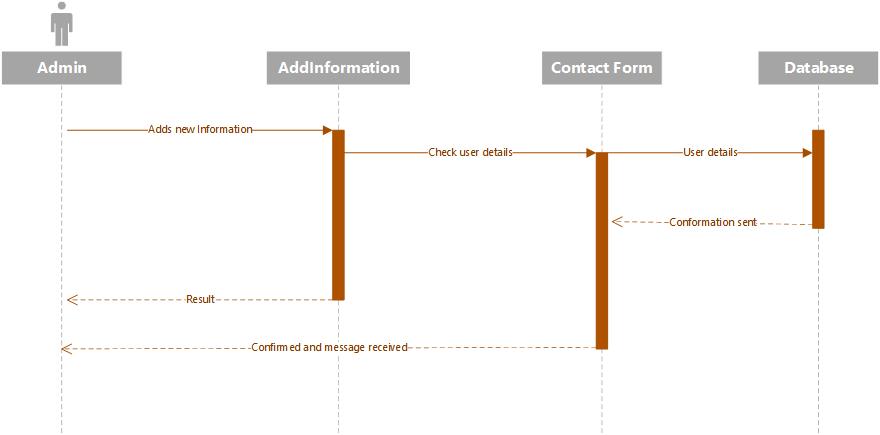 Admin
AddInformation
Contact Form
Database
Adds new Information
Check user details
User details
Conformation sent
Result
Confirmed and message received